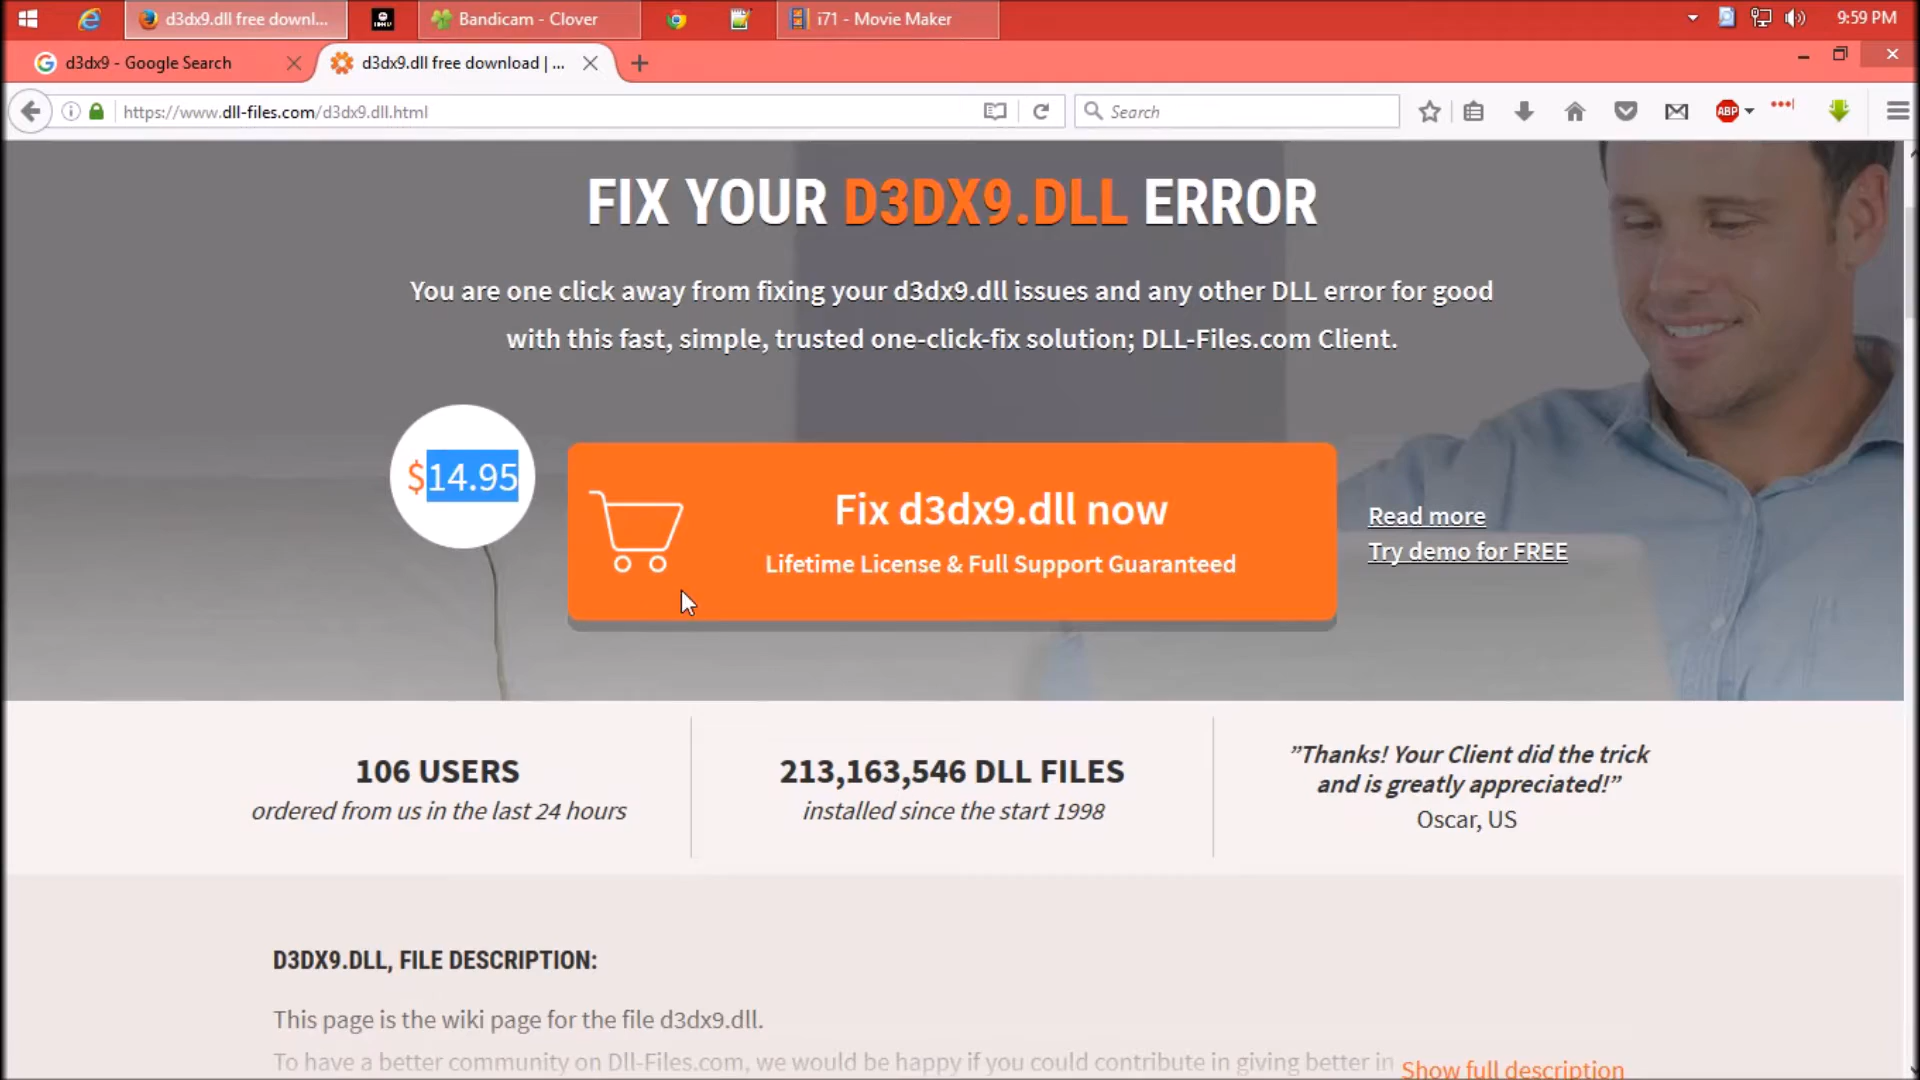 d3dx9.dll free downl...
Bandicam - Clover
i71 - Movie Maker
9:59 PM
d3dx9 - Google Search
d3dx9.dll free download | ...
https://www.dll-files.com/d3dx9.dll.html
Search
ABP
FIX YOUR D3DX9.DLL ERROR
You are one click away from fixing your d3dx9.dll issues and any other DLL error for good
with this fast, simple, trusted one-click-fix solution; DLL-Files.com Client.
$14.95
Fix d3dx9.dll now
Lifetime License & Full Support Guaranteed
Read more
Try demo for FREE
106 USERS
ordered from us in the last 24 hours
213,163,546 DLL FILES
installed since the start 1998
”Thanks! Your Client did the trick
and is greatly appreciated!”
Oscar, US
D3DX9.DLL, FILE DESCRIPTION:
This page is the wiki page for the file d3dx9.dll.
To have a better community on Dll-Files.com, we would be happy if you could contribute in giving better in
Show full description